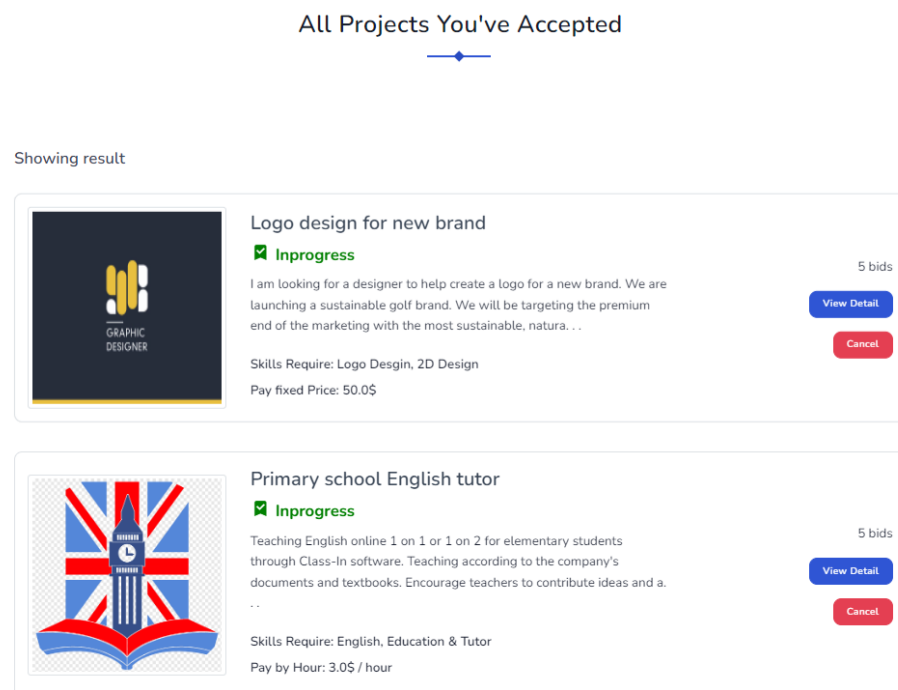 All Projects You've Accepted
Showing result
GRAPHIC
DESIGNER
Logo design for new brand
Inprogress
I am looking for a designer to help create a logo for a new brand. We are
launching a sustainable golf brand. We will be targeting the premium
end of the marketing with the most sustainable, natura. . .
Skills Require: Logo Desgin, 2D Design
Pay fixed Price: 50.0$
5 bids
View Detail
Cancel
Primary school English tutor
Inprogress
Teaching English online 1 on 1 or 1 on 2 for elementary students
through Class-In software. Teaching according to the company's
documents and textbooks. Encourage teachers to contribute ideas and a.
. .
Skills Require: English, Education & Tutor
Pay by Hour: 3.0$ / hour
5 bids
View Detail
Cancel